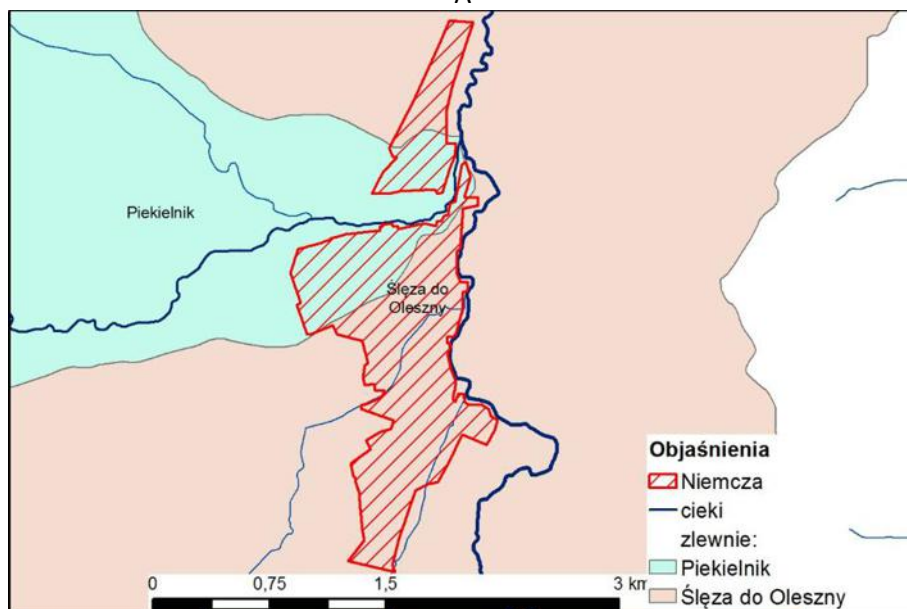 Piekielnik
Ślęza do
Oleszny
Objaśnienia
Niemcza
cieki
zlewnie:
Piekielnik
Ślęza do Oleszny
0 0,75 1,5 3 km